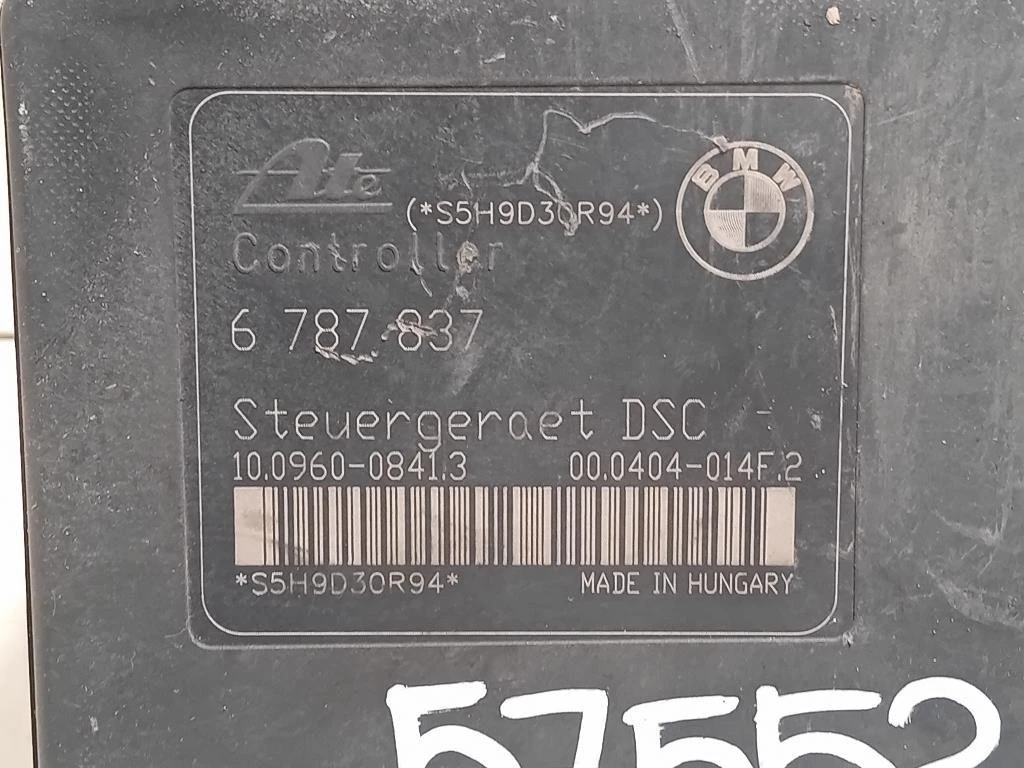 Ate
(*S5H9D30R94*)
BMW
Controller
6 787 837
Steuergeraet DSC -
10.0960-0841.3 00.0404-014F.2
*S5H9D30R94* MADE IN HUNGARY
57552